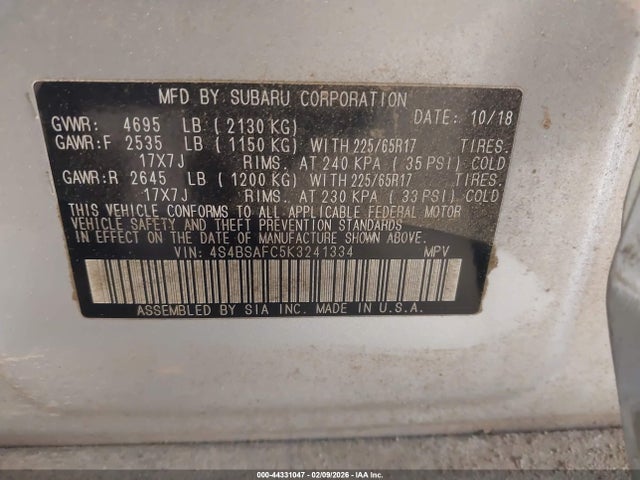 MFD BY SUBARU CORPORATION
DATE: 10/18
GVWR: 4695 LB (2130 KG)
GAWR:F 2535 LB (1150 KG) WITH 225/65R17 TIRES.
17X7J RIMS. AT 240 KPA (35 PSI) COLD
GAWR:R 2645 LB (1200 KG) WITH 225/65R17 TIRES.
17X7J RIMS. AT 230 KPA (33 PSI) COLD
THIS VEHICLE CONFORMS TO ALL APPLICABLE FEDERAL MOTOR
VEHICLE SAFETY AND THEFT PREVENTION STANDARDS
IN EFFECT ON THE DATE OF MANUFACTURE SHOWN ABOVE.
VIN: 4S4BSAFC5K3241334 MPV
ASSEMBLED BY SIA INC. MADE IN U.S.A.
000-44331047 - 02/09/2026 - IAA Inc.